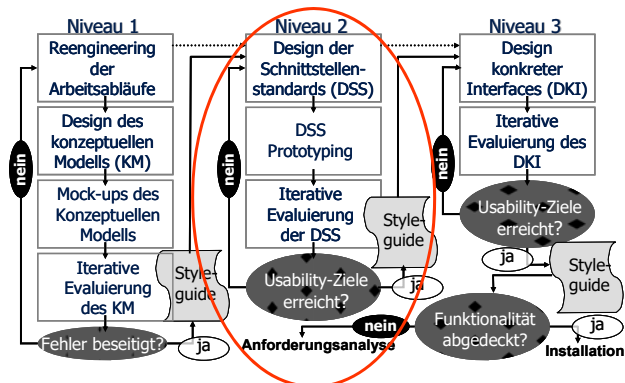 Niveau 1
Reengineering
der
Arbeitsabläufe
Design des
konzeptuellen
Modells (KM)
Mock-ups des
Konzeptuellen
Modells
Iterative
Evaluierung
des KM
Fehler beseitigt?
ja
nein
Style-
guide
Niveau 2
Design der
Schnittstellen-
standards (DSS)
DSS
Prototyping
Iterative
Evaluierung
der DSS
Usability-Ziele
erreicht?
ja
nein
Style-
guide
Niveau 3
Design
konkreter
Interfaces (DKI)
Iterative
Evaluierung des
DKI
Usability-Ziele
erreicht?
ja
nein
Style-
guide
Funktionalität
abgedeckt?
nein
ja
Anforderungsanalyse
Installation